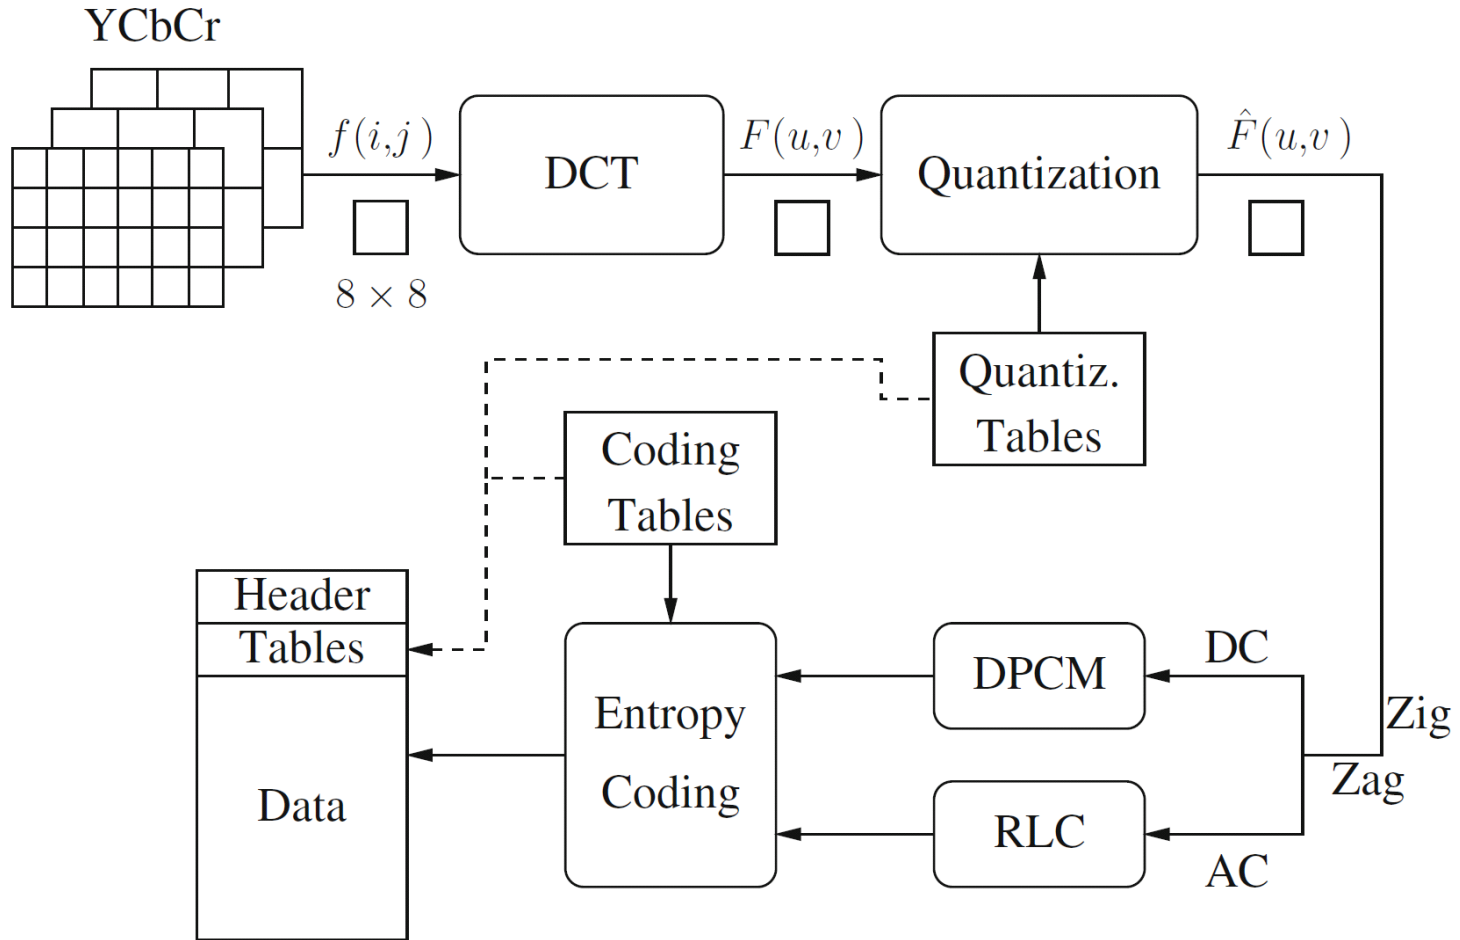 YCbCr
f(i,j)
8 × 8
DCT
F(u,v)
Quantization
F̂(u,v)
Quantiz.
Tables
Coding
Tables
Header
Tables
Data
Entropy
Coding
DPCM
RLC
DC
AC
Zig
Zag